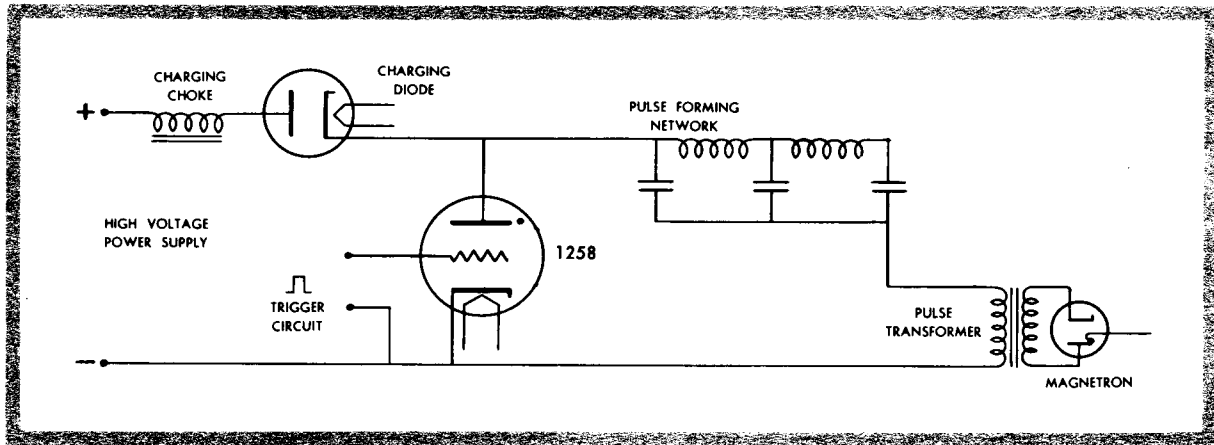 CHARGING
CHOKE
CHARGING
DIODE
PULSE FORMING
NETWORK
+
HIGH VOLTAGE
POWER SUPPLY
1258
TRIGGER
CIRCUIT
PULSE
TRANSFORMER
−
MAGNETRON